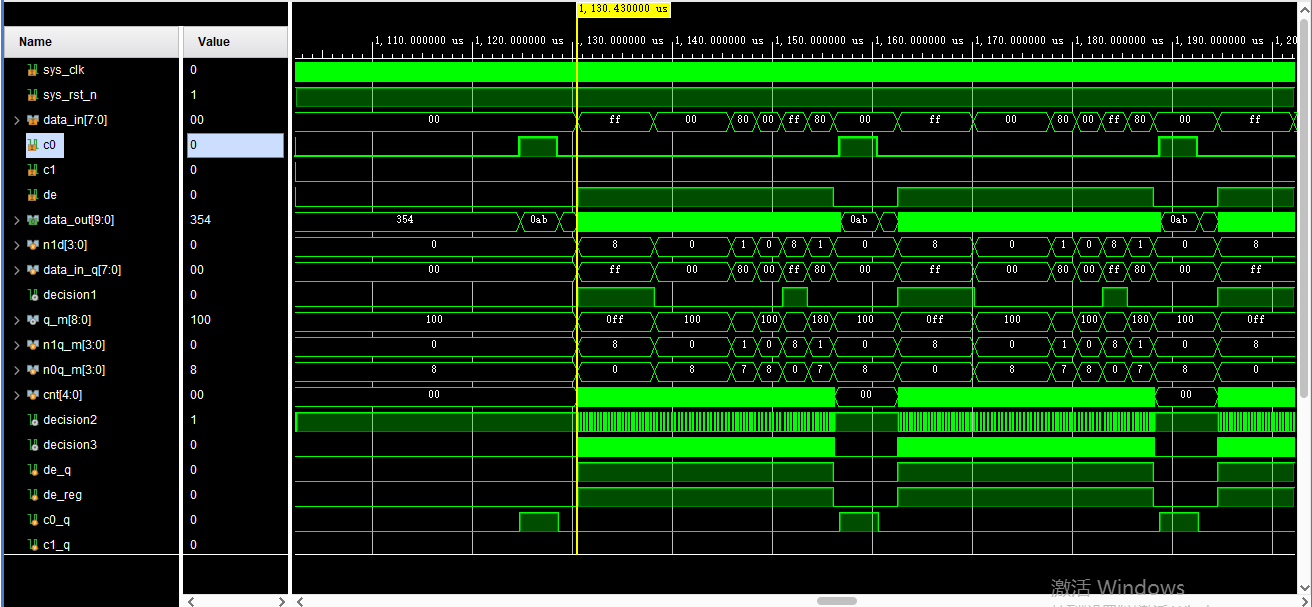 1,130.430000 us
Name Value
1,110.000000 us 1,120.000000 us 1,130.000000 us 1,140.000000 us 1,150.000000 us 1,160.000000 us 1,170.000000 us 1,180.000000 us 1,190.000000 us 1,20
sys_clk 0
sys_rst_n 1
data_in[7:0] 00 00 ff 00 80 00 ff 80 00 ff 00 80 00 ff 80 00 ff
c0 0
c1 0
de 0
data_out[9:0] 354 354 0ab 0ab 0ab
n1d[3:0] 0 0 8 0 1 0 8 1 0 8 0 1 0 8 1 0 8
data_in_q[7:0] 00 00 ff 00 80 00 ff 80 00 ff 00 80 00 ff 80 00 ff
decision1 0
q_m[8:0] 100 100 0ff 100 100 180 100 0ff 100 100 180 100 0ff
n1q_m[3:0] 0 0 8 0 1 0 8 1 0 8 0 1 0 8 1 0 8
n0q_m[3:0] 8 8 0 8 7 8 0 7 8 0 8 7 8 0 7 8 0
cnt[4:0] 00 00 00 00
decision2 1
decision3 0
de_q 0
de_reg 0
c0_q 0
c1_q 0
激活 Windows